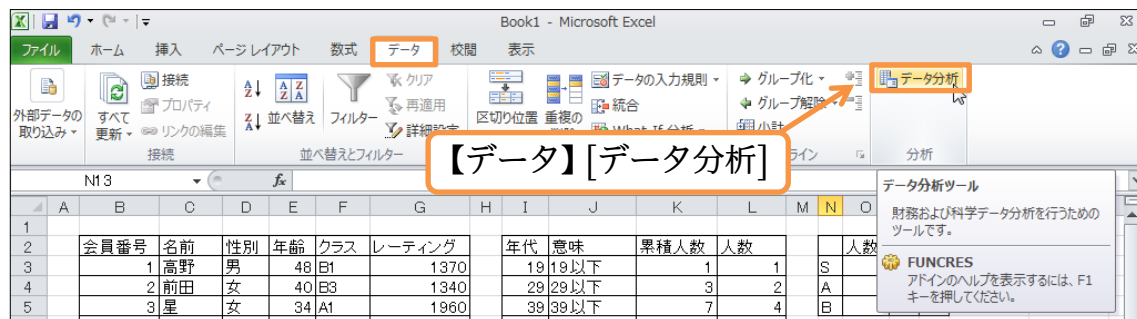 Book1 - Microsoft Excel
ファイル ホーム 挿入 ページ レイアウト 数式 データ 校閲 表示
外部データの取り込み
すべて更新
接続
プロパティ
リンクの編集
接続
並べ替え
フィルター
クリア
再適用
詳細設定
並べ替えとフィルター
区切り位置
重複の
データの入力規則
統合
What-If 分析
グループ化
グループ解除
小計
ライン
データ分析
分析
【データ】[データ分析]
N13 fx
A B C D E F G H I J K L M N O
1
2 会員番号 名前 性別 年齢 クラス レーティング 年代 意味 累積人数 人数 人数
3 1 高野 男 48 B1 1370 19 19以下 1 1 S
4 2 前田 女 40 B3 1340 29 29以下 3 2 A
5 3 星 女 34 A1 1960 39 39以下 7 4 B
データ分析ツール
財務および科学データ分析を行うための
ツールです。
FUNCRES
アドインのヘルプを表示するには、F1
キーを押してください。